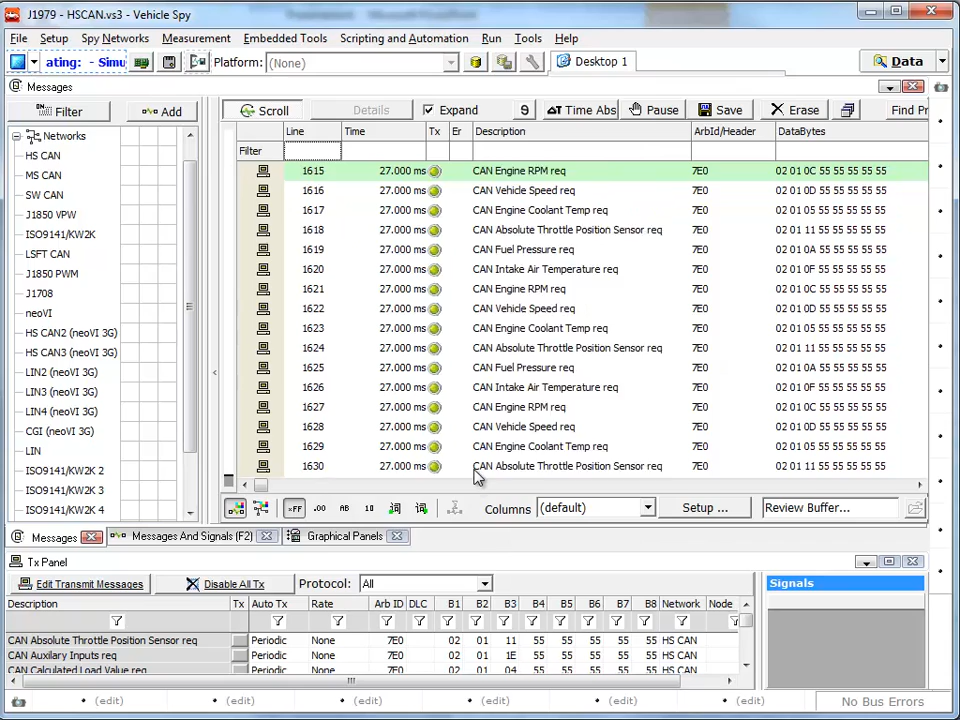 J1979 - HSCAN.vs3 - Vehicle Spy
File Setup Spy Networks Measurement Embedded Tools Scripting and Automation Run Tools Help
ating: - Simu Platform: (None) Desktop 1 Data
Messages
Filter Add Scroll Details Expand ΔT Time Abs Pause Save Erase Find Pr
Line Time Tx Er Description ArbId/Header DataBytes
Filter
Networks
HS CAN
MS CAN
SW CAN
J1850 VPW
ISO9141/KW2K
LSFT CAN
J1850 PWM
J1708
neoVI
HS CAN2 (neoVI 3G)
HS CAN3 (neoVI 3G)
LIN2 (neoVI 3G)
LIN3 (neoVI 3G)
LIN4 (neoVI 3G)
CGI (neoVI 3G)
LIN
ISO9141/KW2K 2
ISO9141/KW2K 3
ISO9141/KW2K 4
1615 27.000 ms CAN Engine RPM req 7E0 02 01 0C 55 55 55 55 55
1616 27.000 ms CAN Vehicle Speed req 7E0 02 01 0D 55 55 55 55 55
1617 27.000 ms CAN Engine Coolant Temp req 7E0 02 01 05 55 55 55 55 55
1618 27.000 ms CAN Absolute Throttle Position Sensor req 7E0 02 01 11 55 55 55 55 55
1619 27.000 ms CAN Fuel Pressure req 7E0 02 01 0A 55 55 55 55 55
1620 27.000 ms CAN Intake Air Temperature req 7E0 02 01 0F 55 55 55 55 55
1621 27.000 ms CAN Engine RPM req 7E0 02 01 0C 55 55 55 55 55
1622 27.000 ms CAN Vehicle Speed req 7E0 02 01 0D 55 55 55 55 55
1623 27.000 ms CAN Engine Coolant Temp req 7E0 02 01 05 55 55 55 55 55
1624 27.000 ms CAN Absolute Throttle Position Sensor req 7E0 02 01 11 55 55 55 55 55
1625 27.000 ms CAN Fuel Pressure req 7E0 02 01 0A 55 55 55 55 55
1626 27.000 ms CAN Intake Air Temperature req 7E0 02 01 0F 55 55 55 55 55
1627 27.000 ms CAN Engine RPM req 7E0 02 01 0C 55 55 55 55 55
1628 27.000 ms CAN Vehicle Speed req 7E0 02 01 0D 55 55 55 55 55
1629 27.000 ms CAN Engine Coolant Temp req 7E0 02 01 05 55 55 55 55 55
1630 27.000 ms CAN Absolute Throttle Position Sensor req 7E0 02 01 11 55 55 55 55 55
=FF .00 AB 10 Columns (default) Setup ... Review Buffer...
Messages Messages And Signals (F2) Graphical Panels
Tx Panel
Edit Transmit Messages Disable All Tx Protocol: All Signals
Description Tx Auto Tx Rate Arb ID DLC B1 B2 B3 B4 B5 B6 B7 B8 Network Node
CAN Absolute Throttle Position Sensor req Periodic None 7E0 02 01 11 55 55 55 55 55 HS CAN
CAN Auxilary Inputs req Periodic None 7E0 02 01 1E 55 55 55 55 55 HS CAN
CAN Calculated Load Value req Periodic None 7E0 02 01 04 55 55 55 55 55 HS CAN
(edit) (edit) (edit) (edit) (edit) (edit) No Bus Errors